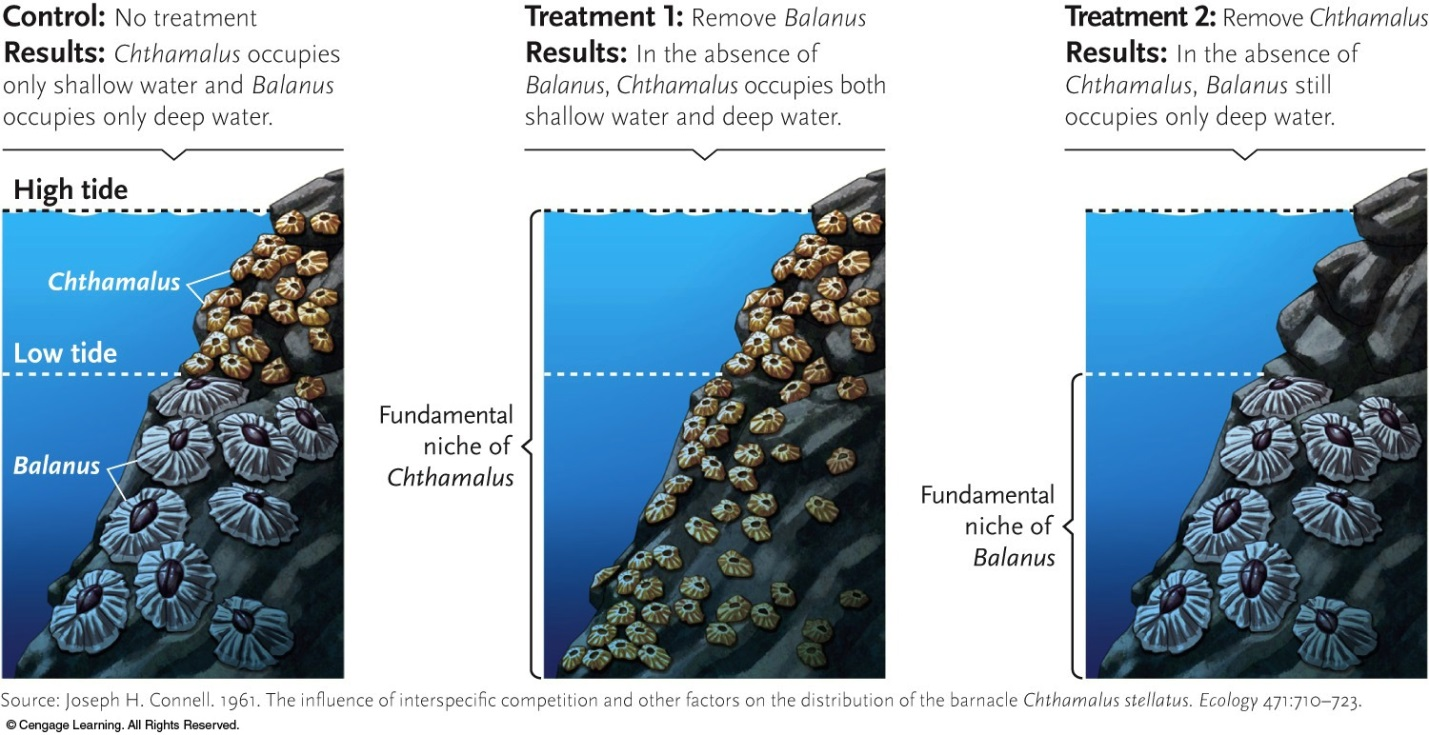 Control: No treatment
Results: Chthamalus occupies
only shallow water and Balanus
occupies only deep water.
Treatment 1: Remove Balanus
Results: In the absence of
Balanus, Chthamalus occupies both
shallow water and deep water.
Treatment 2: Remove Chthamalus
Results: In the absence of
Chthamalus, Balanus still
occupies only deep water.
High tide
Chthamalus
Low tide
Balanus
Fundamental
niche of
Chthamalus
Fundamental
niche of
Balanus
Source: Joseph H. Connell. 1961. The influence of interspecific competition and other factors on the distribution of the barnacle Chthamalus stellatus. Ecology 471:710–723.
© Cengage Learning. All Rights Reserved.